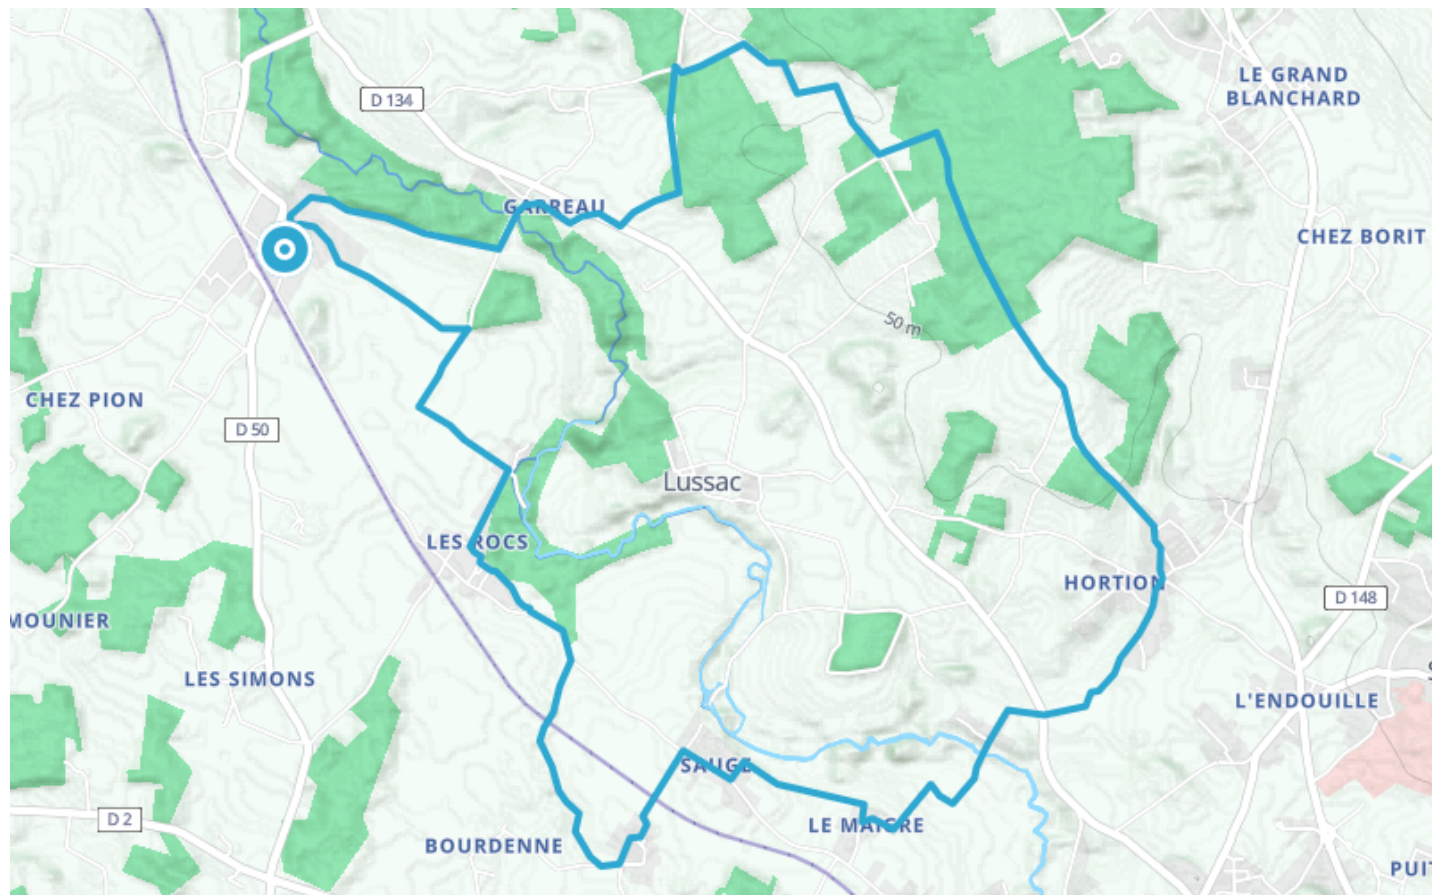 LE GRAND
BLANCHARD
D 134
GARREAU
CHEZ BORIT
50 m
CHEZ PION
D 50
Lussac
LES ROCS
HORTION
D 148
MOUNIER
LES SIMONS
L'ENDOUILLE
S
SAUGE
D 2
LE MAIGRE
BOURDENNE
PUI